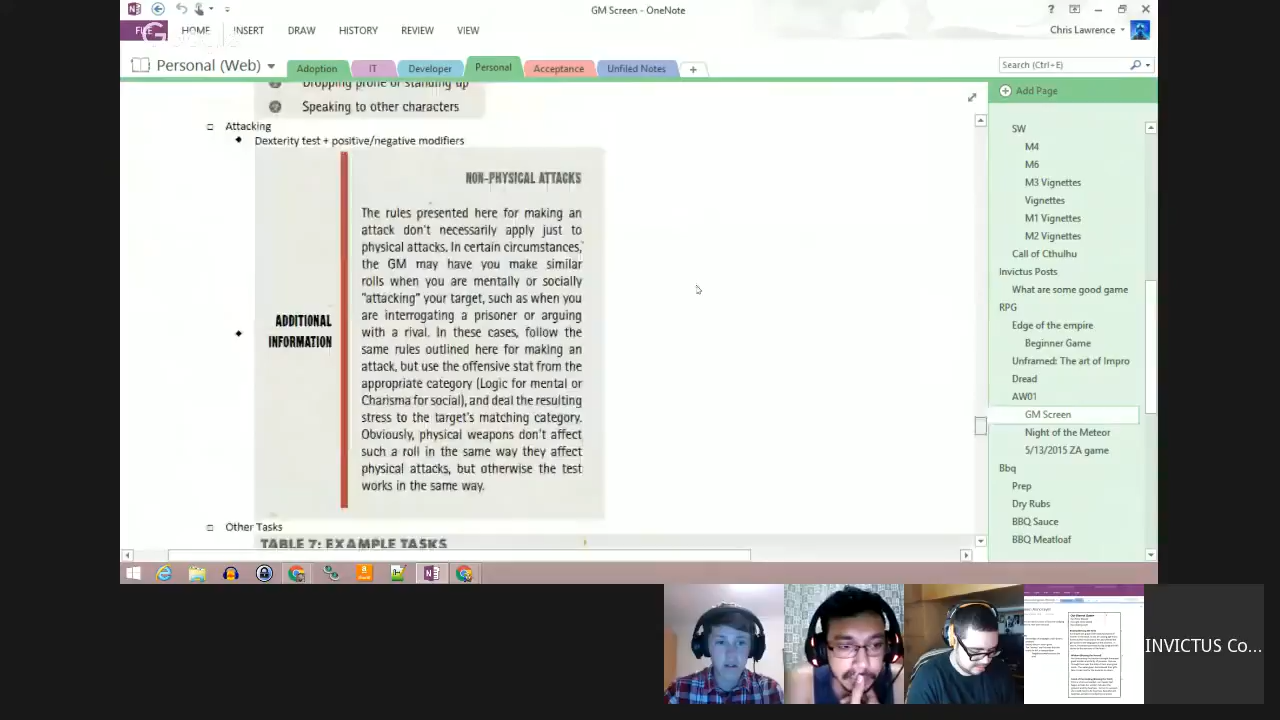 GM Screen - OneNote
FILE HOME INSERT DRAW HISTORY REVIEW VIEW
Chris Lawrence
Personal (Web) Adoption IT Developer Personal Acceptance Unfiled Notes
Search (Ctrl+E)
Add Page
Dropping prone or standing up
Speaking to other characters
Attacking
Dexterity test + positive/negative modifiers
NON-PHYSICAL ATTACKS
The rules presented here for making an
attack don't necessarily apply just to
physical attacks. In certain circumstances,
the GM may have you make similar
rolls when you are mentally or socially
"attacking" your target, such as when you
are interrogating a prisoner or arguing
with a rival. In these cases, follow the
same rules outlined here for making an
attack, but use the offensive stat from the
appropriate category (Logic for mental or
Charisma for social), and deal the resulting
stress to the target's matching category.
Obviously, physical weapons don't affect
such a roll in the same way they affect
physical attacks, but otherwise the test
works in the same way.
ADDITIONAL
INFORMATION
Other Tasks
TABLE 7: EXAMPLE TASKS
SW
M4
M6
M3 Vignettes
Vignettes
M1 Vignettes
M2 Vignettes
Call of Cthulhu
Invictus Posts
What are some good game
RPG
Edge of the empire
Beginner Game
Unframed: The art of Impro
Dread
AW01
GM Screen
Night of the Meteor
5/13/2015 ZA game
Bbq
Prep
Dry Rubs
BBQ Sauce
BBQ Meatloaf
INVICTUS CO...